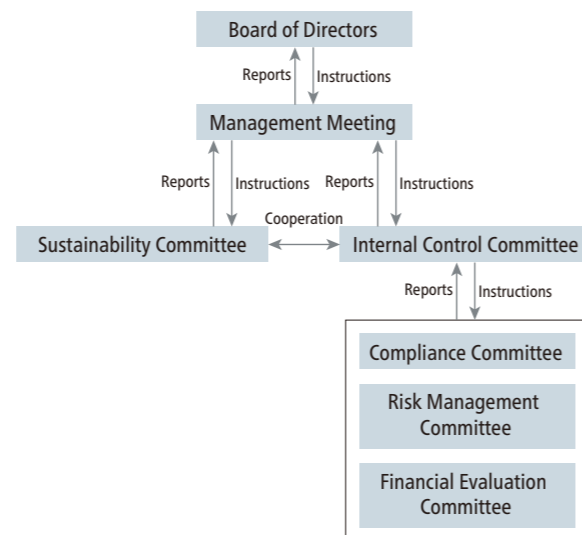 Board of Directors
Reports Instructions
Management Meeting
Reports Instructions Reports Instructions
Cooperation
Sustainability Committee Internal Control Committee
Reports Instructions
Compliance Committee
Risk Management
Committee
Financial Evaluation
Committee